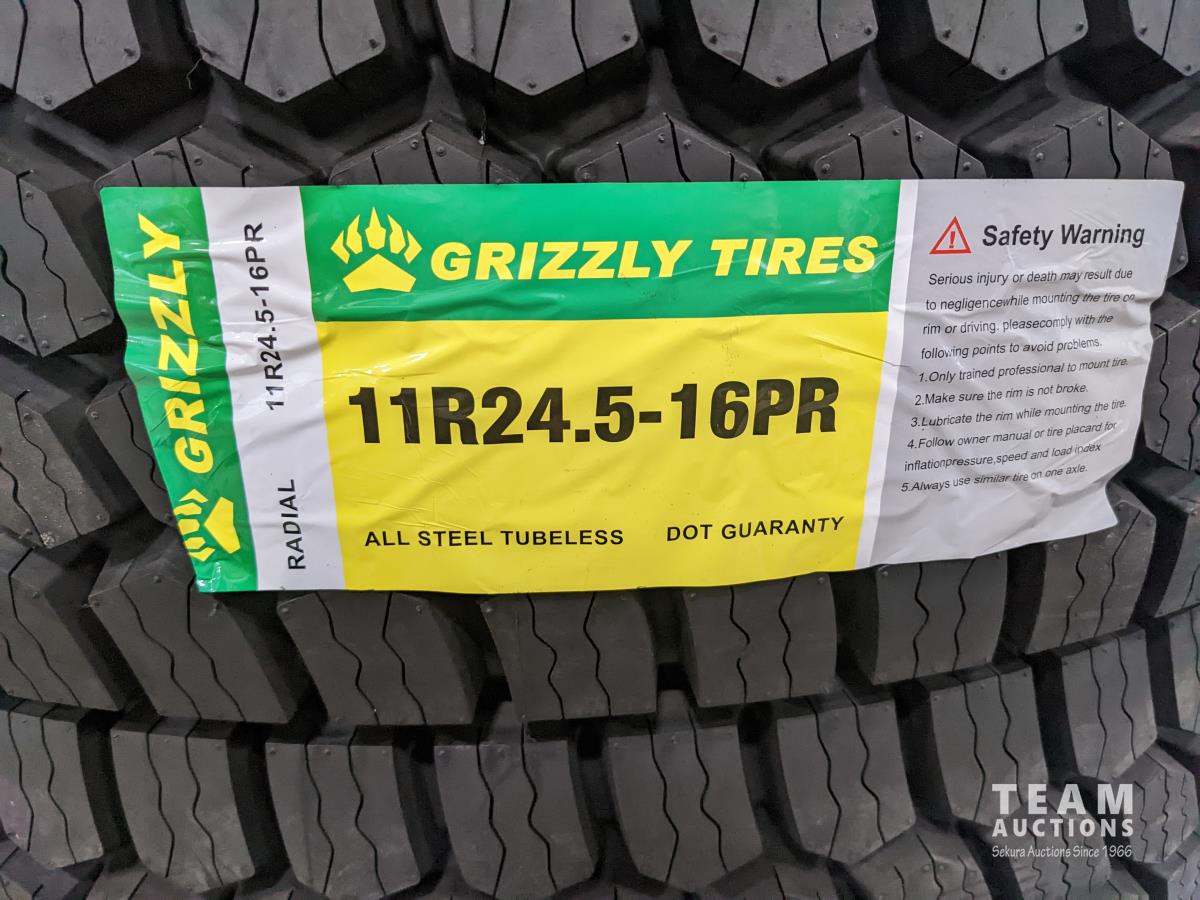 GRIZZLY
RADIAL 11R24.5-16PR
GRIZZLY TIRES
11R24.5-16PR
ALL STEEL TUBELESS DOT GUARANTY
Safety Warning
Serious injury or death may result due
to negligencewhile mounting the tire on
rim or driving. pleasecomply with the
following points to avoid problems.
1.Only trained professional to mount tire.
2.Make sure the rim is not broke.
3.Lubricate the rim while mounting the tire.
4.Follow owner manual or tire placard for
inflationpressure,speed and load index
5.Always use similar tire on one axle.
TEAM
AUCTIONS
Sekura Auctions Since 1966